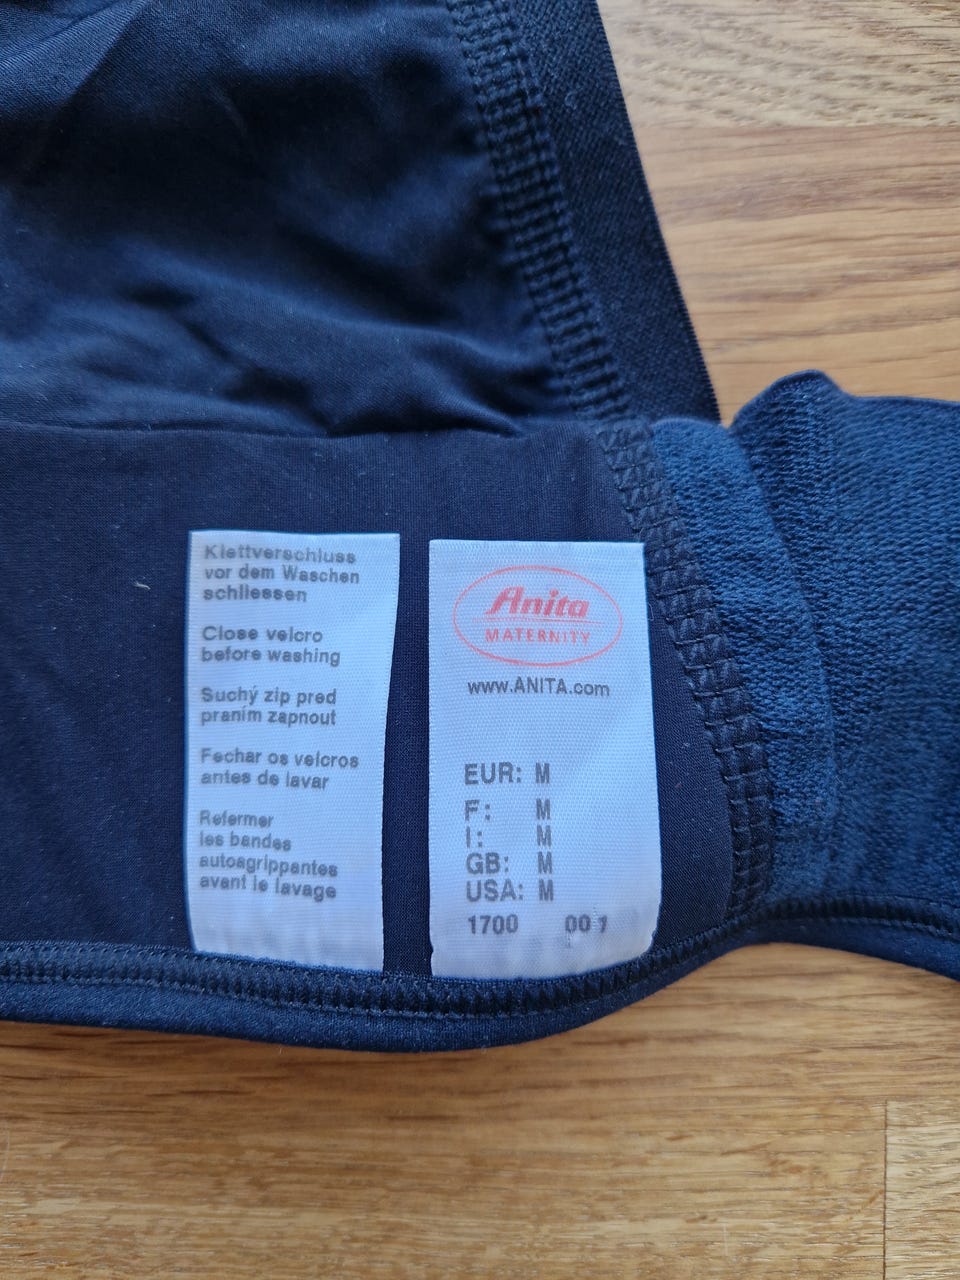 Klettverschluss
vor dem Waschen
schliessen
Close velcro
before washing
Suchý zip pred
praním zapnout
Fechar os velcros
antes de lavar
Refermer
les bandes
autoagrippantes
avant le lavage
Anita
MATERNITY
www.ANITA.com
EUR: M
F: M
I: M
GB: M
USA: M
1700